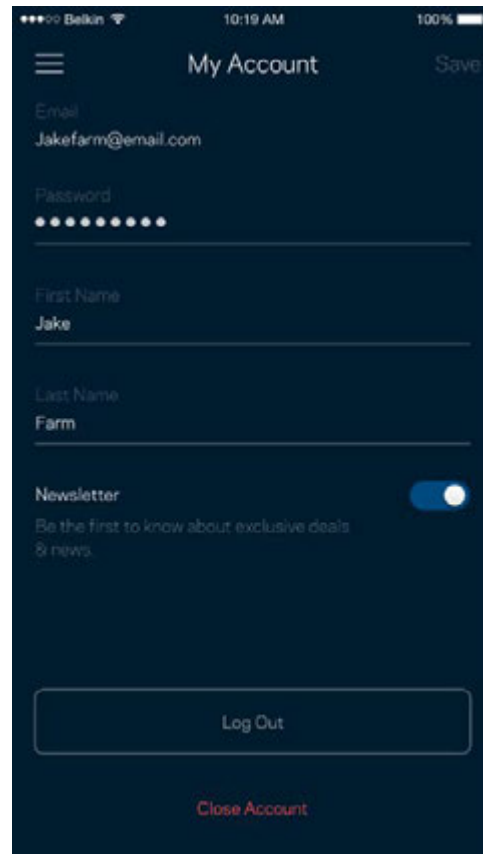 Belkin 10:19 AM 100%
My Account Save
Email
Jakefarm@email.com
Password
●●●●●●●●●
First Name
Jake
Last Name
Farm
Newsletter
Be the first to know about exclusive deals
& news.
Log Out
Close Account